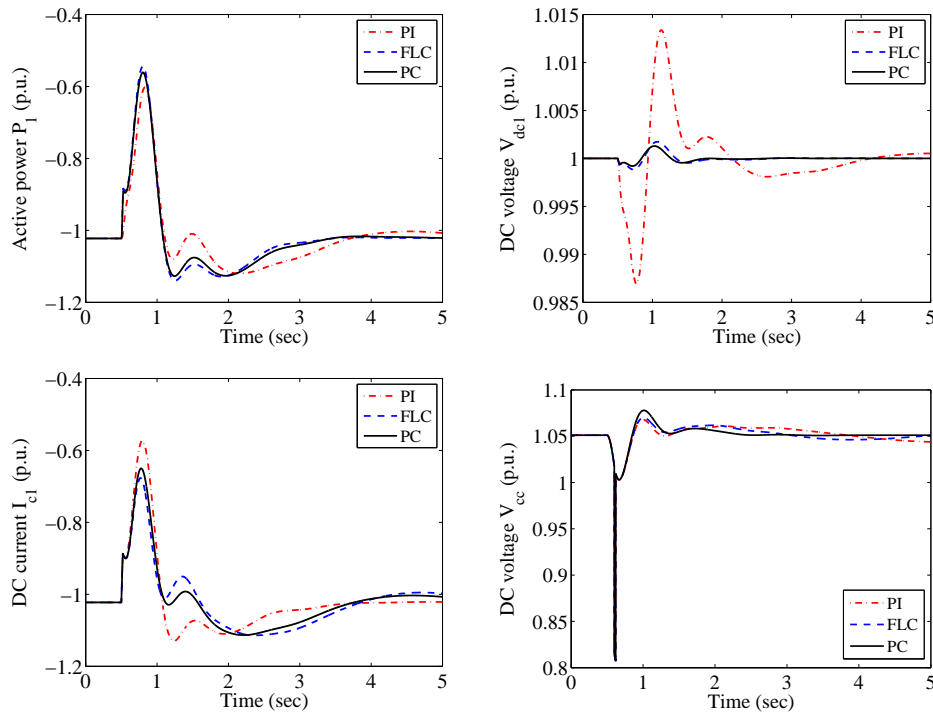 −0.4
−0.6
−0.8
−1
−1.2
Active power P1 (p.u.)
0 1 2 3 4 5
Time (sec)
PI
FLC
PC
1.015
1.01
1.005
1
0.995
0.99
0.985
DC voltage Vdc1 (p.u.)
0 1 2 3 4 5
Time (sec)
PI
FLC
PC
−0.4
−0.6
−0.8
−1
−1.2
DC current Ic1 (p.u.)
0 1 2 3 4 5
Time (sec)
PI
FLC
PC
1.1
1.05
1
0.95
0.9
0.85
0.8
DC voltage Vcc (p.u.)
0 1 2 3 4 5
Time (sec)
PI
FLC
PC